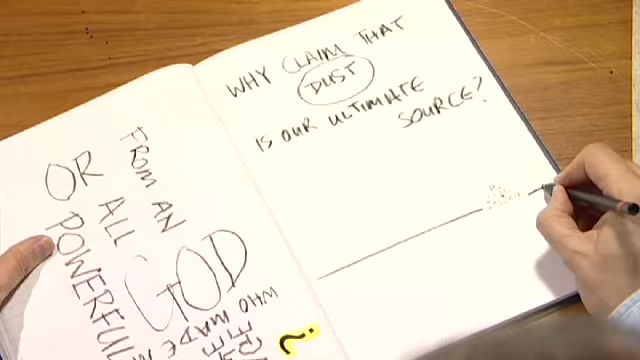 OR
FROM AN
ALL
POWERFUL
GOD
WHO
MADE
?
WHY CLAIM THAT
DUST
IS OUR ULTIMATE
SOURCE?